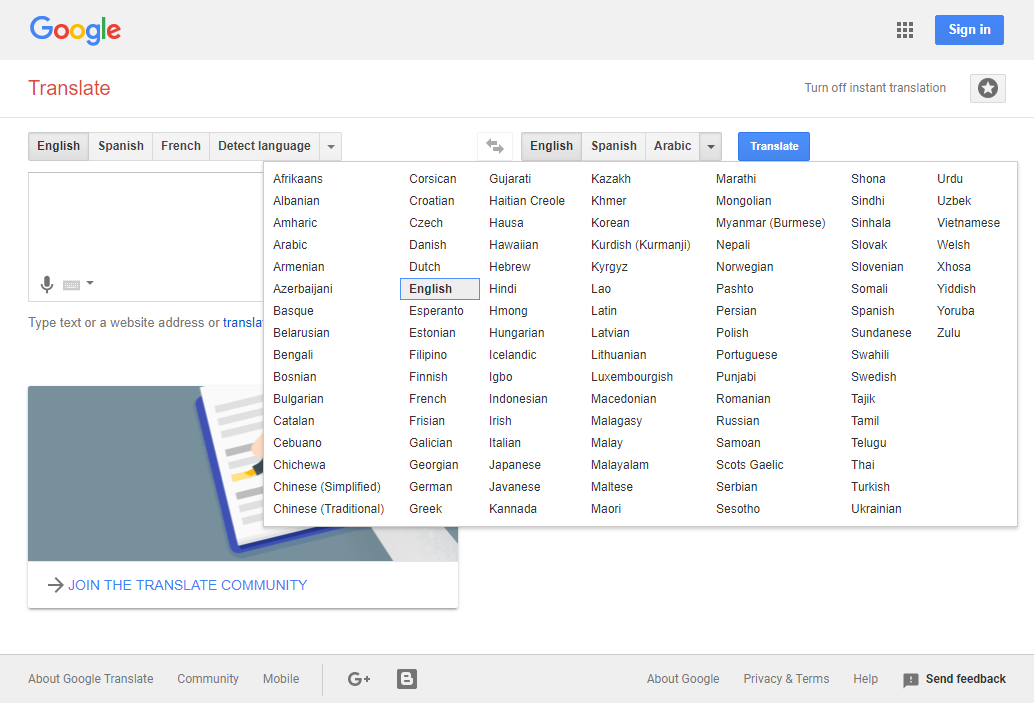 Google
Sign in
Translate
Turn off instant translation
English Spanish French Detect language
English Spanish Arabic
Translate
Afrikaans Corsican Gujarati Kazakh Marathi Shona Urdu
Albanian Croatian Haitian Creole Khmer Mongolian Sindhi Uzbek
Amharic Czech Hausa Korean Myanmar (Burmese) Sinhala Vietnamese
Arabic Danish Hawaiian Kurdish (Kurmanji) Nepali Slovak Welsh
Armenian Dutch Hebrew Kyrgyz Norwegian Slovenian Xhosa
Azerbaijani English Hindi Lao Pashto Somali Yiddish
Basque Esperanto Hmong Latin Persian Spanish Yoruba
Belarusian Estonian Hungarian Latvian Polish Sundanese Zulu
Bengali Filipino Icelandic Lithuanian Portuguese Swahili
Bosnian Finnish Igbo Luxembourgish Punjabi Swedish
Bulgarian French Indonesian Macedonian Romanian Tajik
Catalan Frisian Irish Malagasy Russian Tamil
Cebuano Galician Italian Malay Samoan Telugu
Chichewa Georgian Japanese Malayalam Scots Gaelic Thai
Chinese (Simplified) German Javanese Maltese Serbian Turkish
Chinese (Traditional) Greek Kannada Maori Sesotho Ukrainian
Type text or a website address or
JOIN THE TRANSLATE COMMUNITY
About Google Translate Community Mobile G+ B
About Google Privacy & Terms Help Send feedback